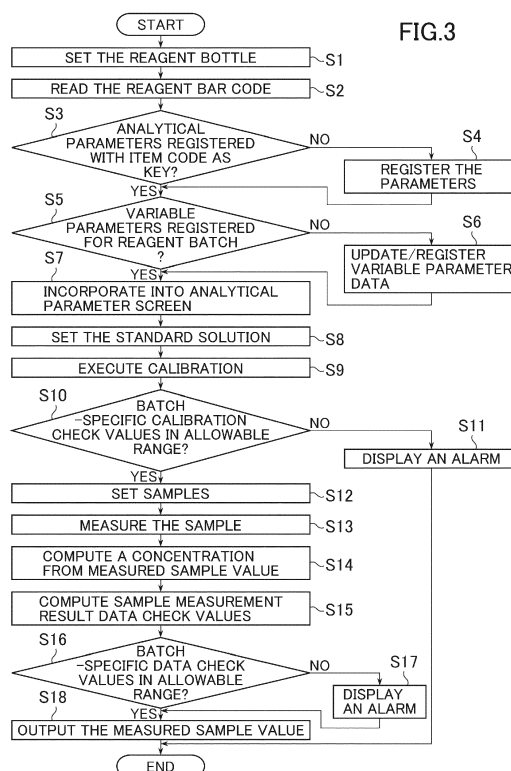 START
FIG.3
SET THE REAGENT BOTTLE
S1
READ THE REAGENT BAR CODE
S2
S3
ANALYTICAL
PARAMETERS REGISTERED
WITH ITEM CODE AS
KEY?
NO
S4
REGISTER THE
PARAMETERS
YES
S5
VARIABLE
PARAMETERS REGISTERED
FOR REAGENT BATCH
?
NO
S6
UPDATE/REGISTER
VARIABLE PARAMETER
DATA
YES
S7
INCORPORATE INTO ANALYTICAL
PARAMETER SCREEN
SET THE STANDARD SOLUTION
S8
EXECUTE CALIBRATION
S9
S10
BATCH
-SPECIFIC CALIBRATION
CHECK VALUES IN ALLOWABLE
RANGE?
NO
S11
DISPLAY AN ALARM
YES
SET SAMPLES
S12
MEASURE THE SAMPLE
S13
COMPUTE A CONCENTRATION
FROM MEASURED SAMPLE VALUE
S14
COMPUTE SAMPLE MEASUREMENT
RESULT DATA CHECK VALUES
S15
S16
BATCH
-SPECIFIC DATA CHECK
VALUES IN ALLOWABLE
RANGE?
NO
S17
DISPLAY
AN ALARM
YES
S18
OUTPUT THE MEASURED SAMPLE VALUE
END